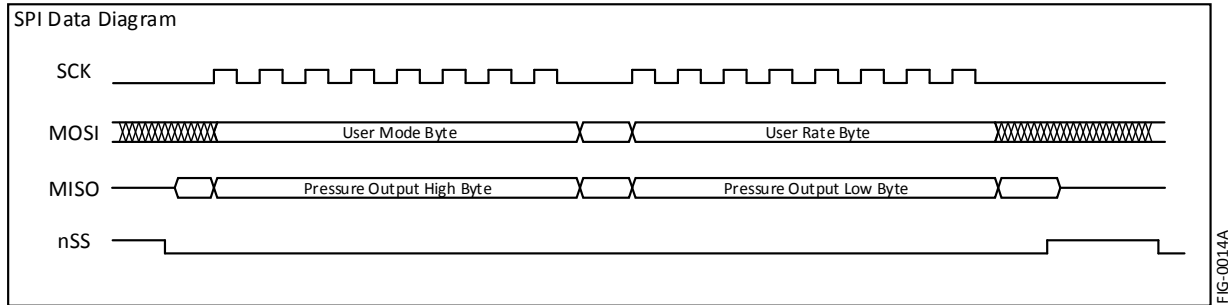 SPI Data Diagram
SCK
MOSI
User Mode Byte
User Rate Byte
MISO
Pressure Output High Byte
Pressure Output Low Byte
nSS
FIG-0014A